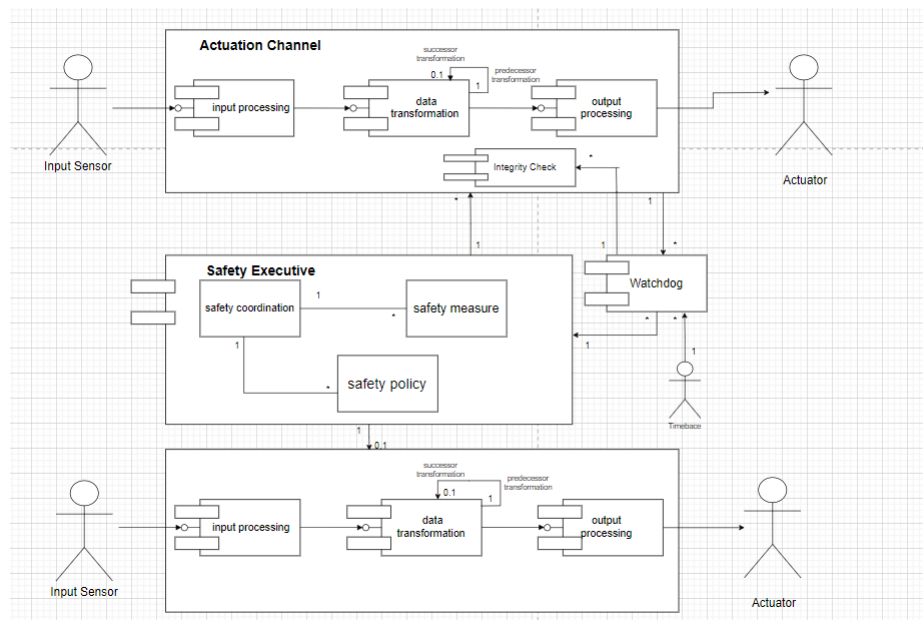 Actuation Channel
successor
transformation
0.1
predecessor
transformation
1
input processing
data
transformation
output
processing
Input Sensor
Actuator
Integrity Check
*
*
1
1
1
*
Safety Executive
safety coordination
1
*
safety measure
Watchdog
1
*
safety policy
1
*
*
1
Timebace
1
0.1
successor
transformation
0.1
predecessor
transformation
1
input processing
data
transformation
output
processing
Input Sensor
Actuator